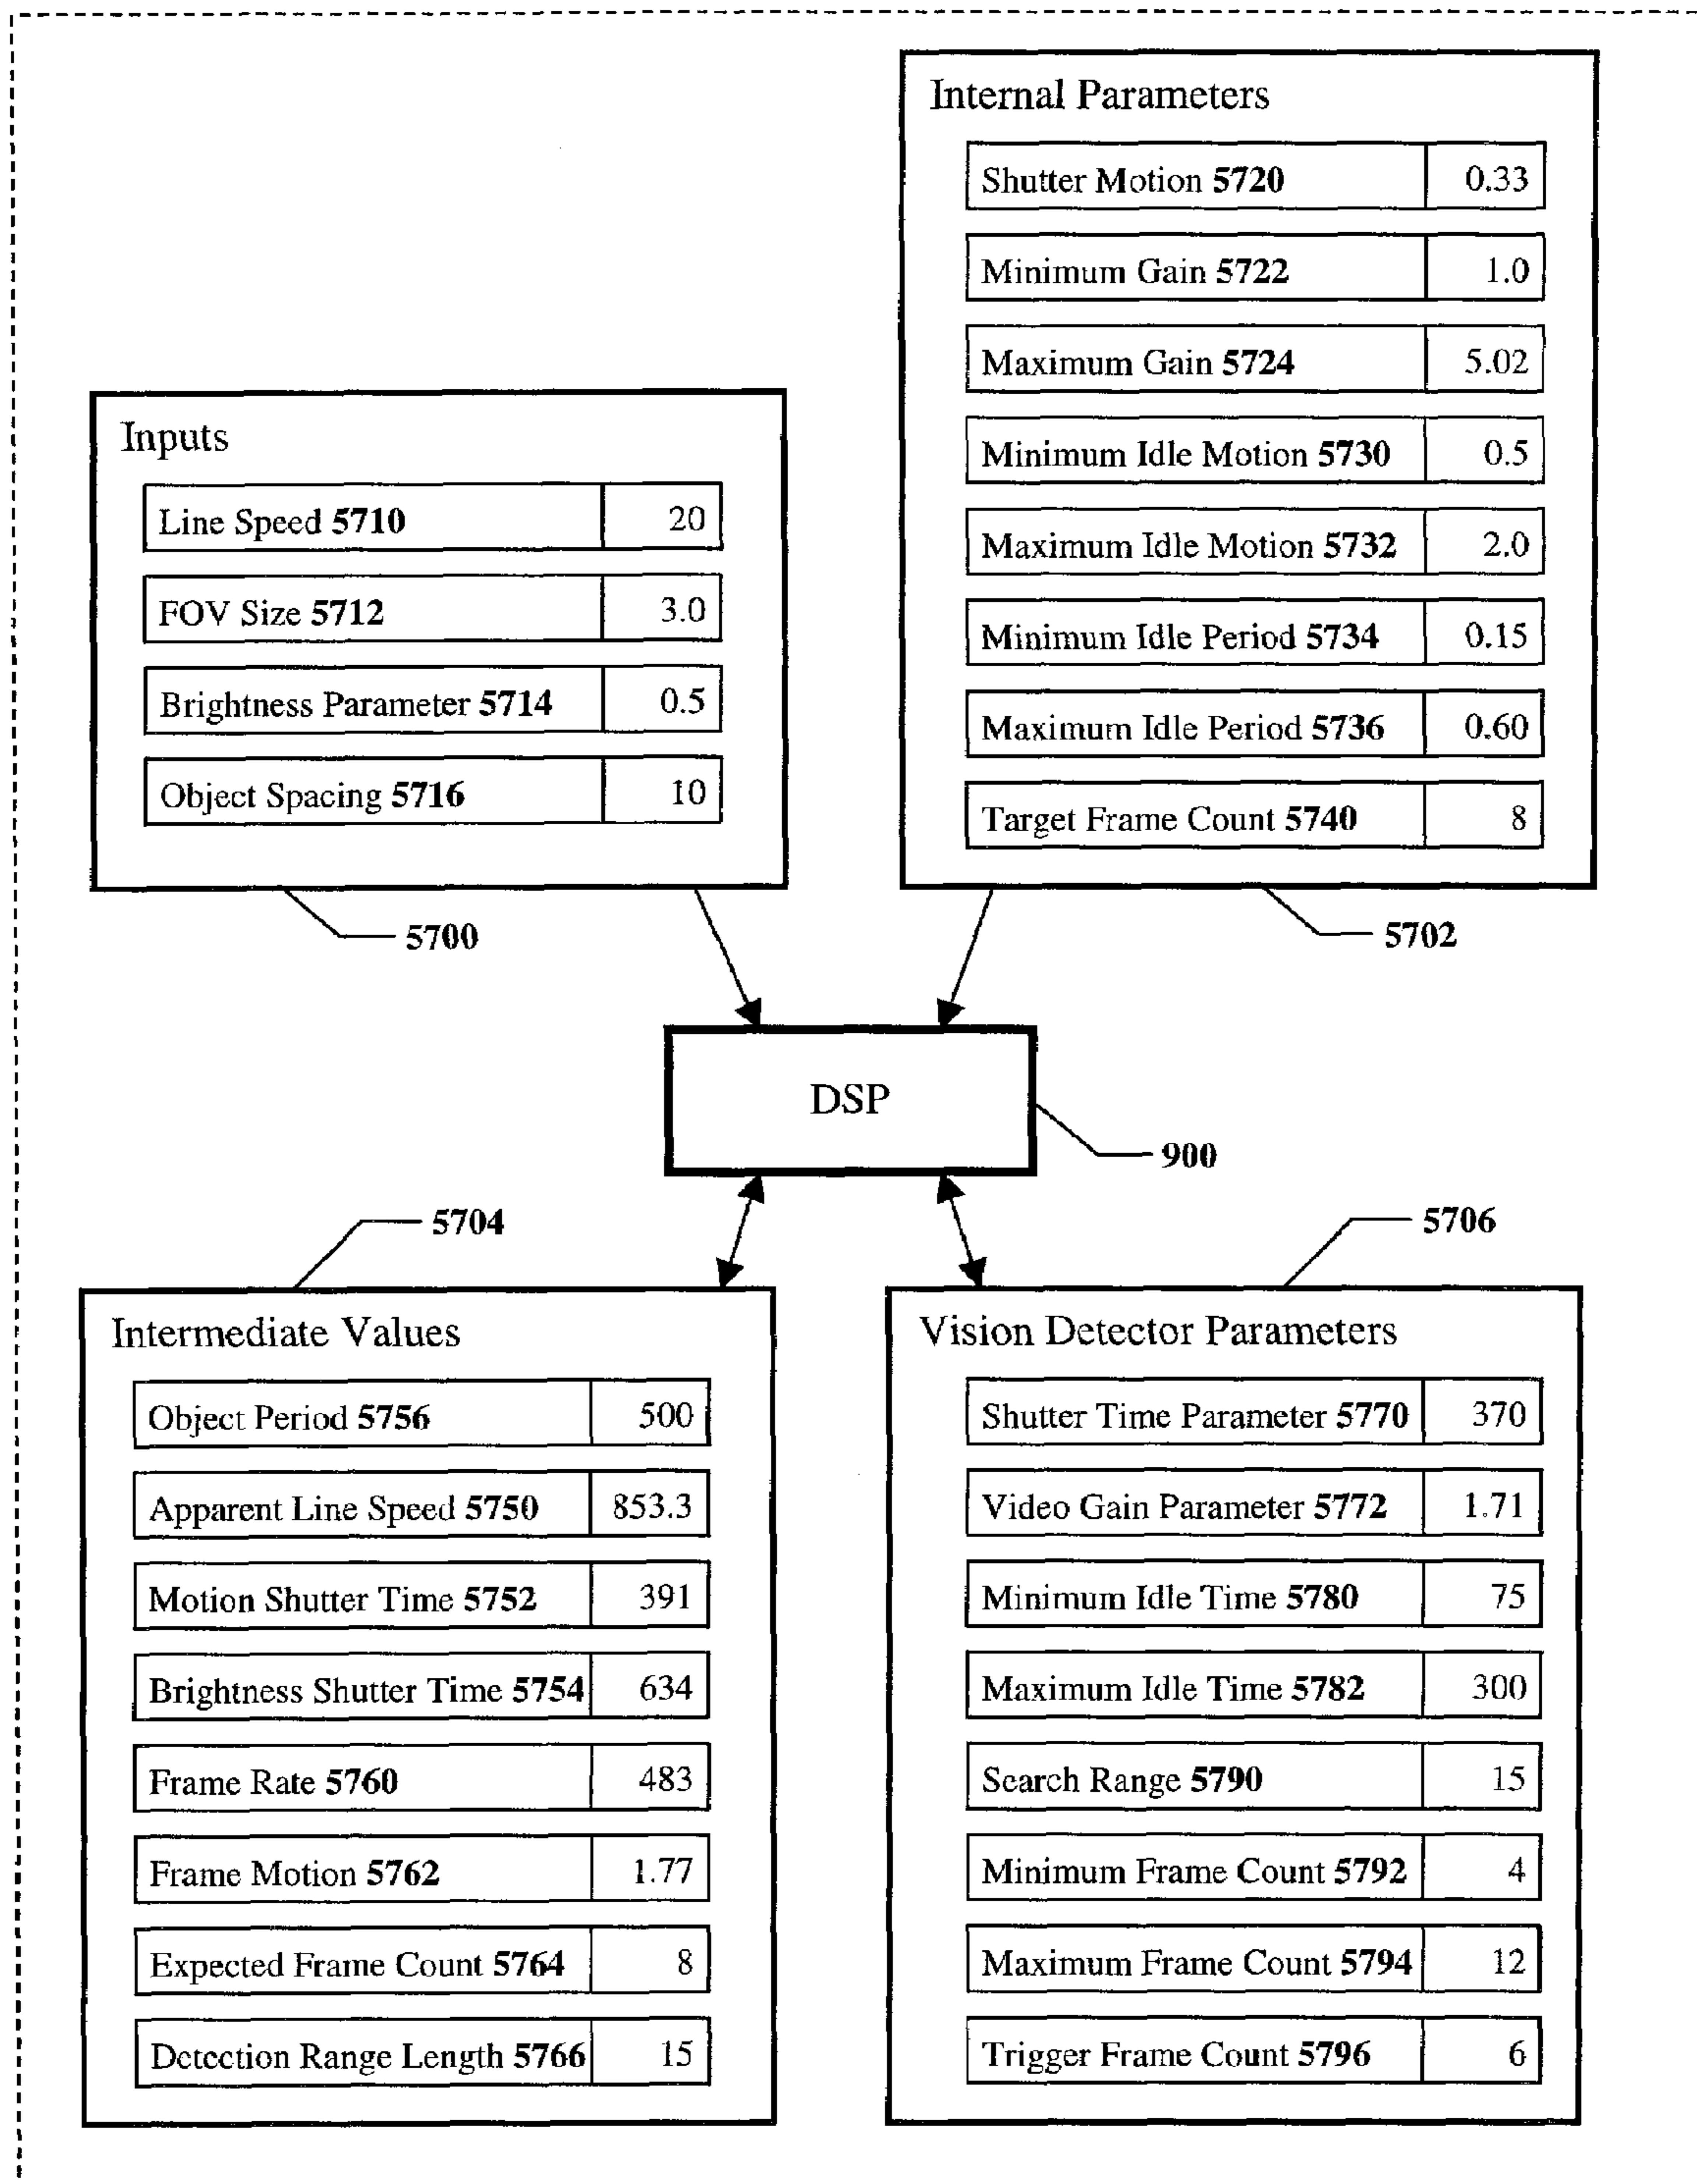 Internal Parameters
Shutter Motion 5720 0.33
Minimum Gain 5722 1.0
Maximum Gain 5724 5.02
Minimum Idle Motion 5730 0.5
Maximum Idle Motion 5732 2.0
Minimum Idle Period 5734 0.15
Maximum Idle Period 5736 0.60
Target Frame Count 5740 8
5702
Inputs
Line Speed 5710 20
FOV Size 5712 3.0
Brightness Parameter 5714 0.5
Object Spacing 5716 10
5700
DSP
900
5704
Intermediate Values
Object Period 5756 500
Apparent Line Speed 5750 853.3
Motion Shutter Time 5752 391
Brightness Shutter Time 5754 634
Frame Rate 5760 483
Frame Motion 5762 1.77
Expected Frame Count 5764 8
Detection Range Length 5766 15
5706
Vision Detector Parameters
Shutter Time Parameter 5770 370
Video Gain Parameter 5772 1.71
Minimum Idle Time 5780 75
Maximum Idle Time 5782 300
Search Range 5790 15
Minimum Frame Count 5792 4
Maximum Frame Count 5794 12
Trigger Frame Count 5796 6